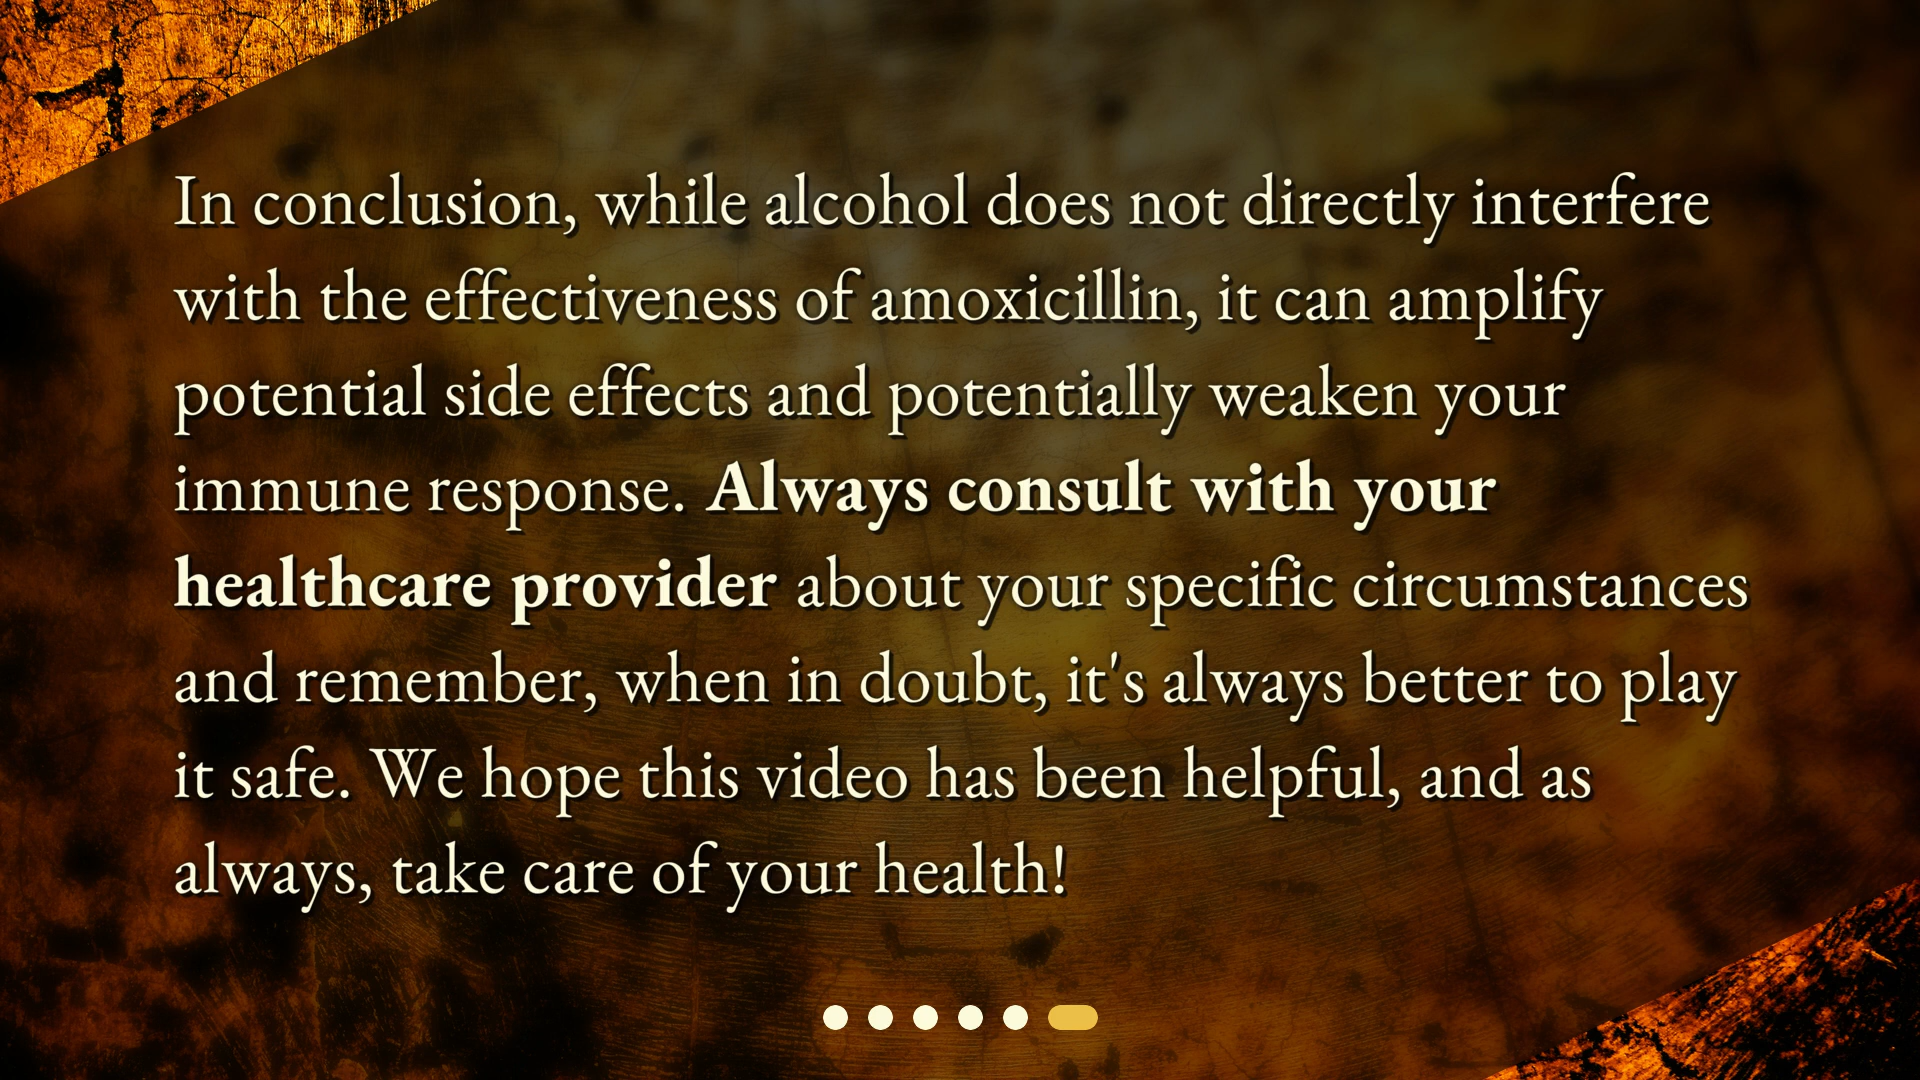 In conclusion, while alcohol does not directly interfere
with the effectiveness of amoxicillin, it can amplify
potential side effects and potentially weaken your
immune response. Always consult with your
healthcare provider about your specific circumstances
and remember, when in doubt, it's always better to play
it safe. We hope this video has been helpful, and as
always, take care of your health!